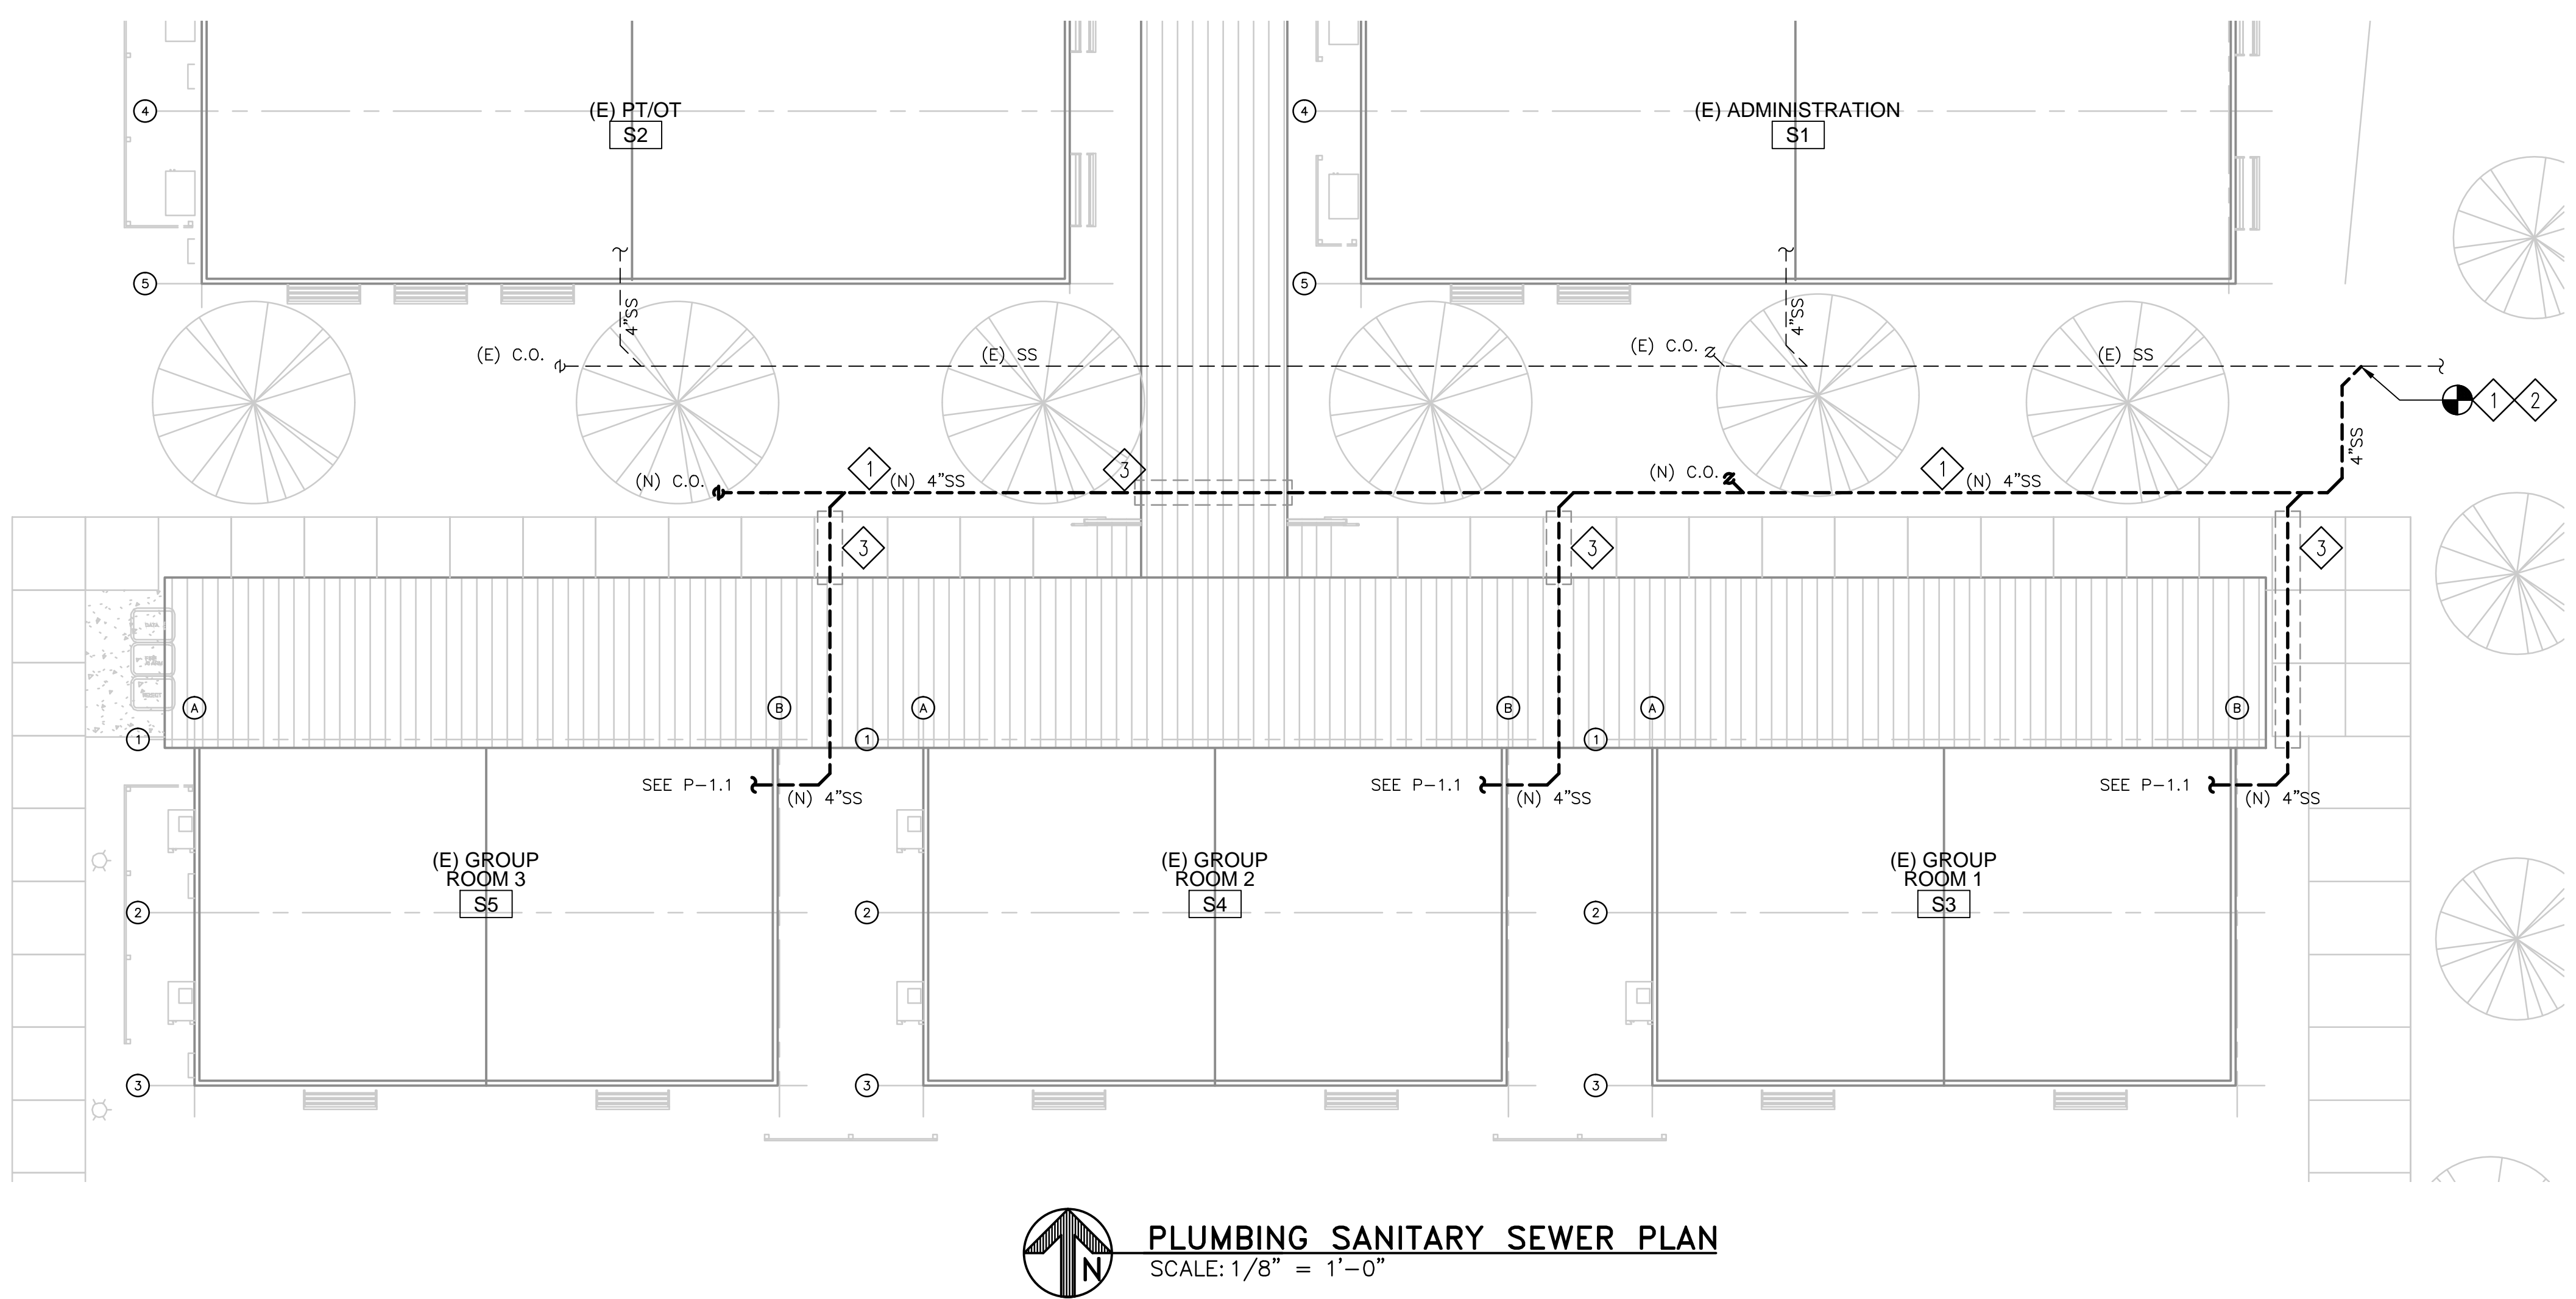 4
(E) PT/OT
S2
4
(E) ADMINISTRATION
S1
5
5
4"SS
4"SS
(E) C.O.
(E) SS
(E) C.O.
(E) SS
1
2
4"SS
(N) C.O.
1
(N) 4"SS
3
(N) C.O.
1
(N) 4"SS
3
3
3
DATA
A
B
A
B
A
B
1
1
1
SEE P-1.1
(N) 4"SS
SEE P-1.1
(N) 4"SS
SEE P-1.1
(N) 4"SS
(E) GROUP
ROOM 3
S5
(E) GROUP
ROOM 2
S4
(E) GROUP
ROOM 1
S3
2
2
2
3
3
3
N
PLUMBING SANITARY SEWER PLAN
SCALE: 1/8" = 1'-0"